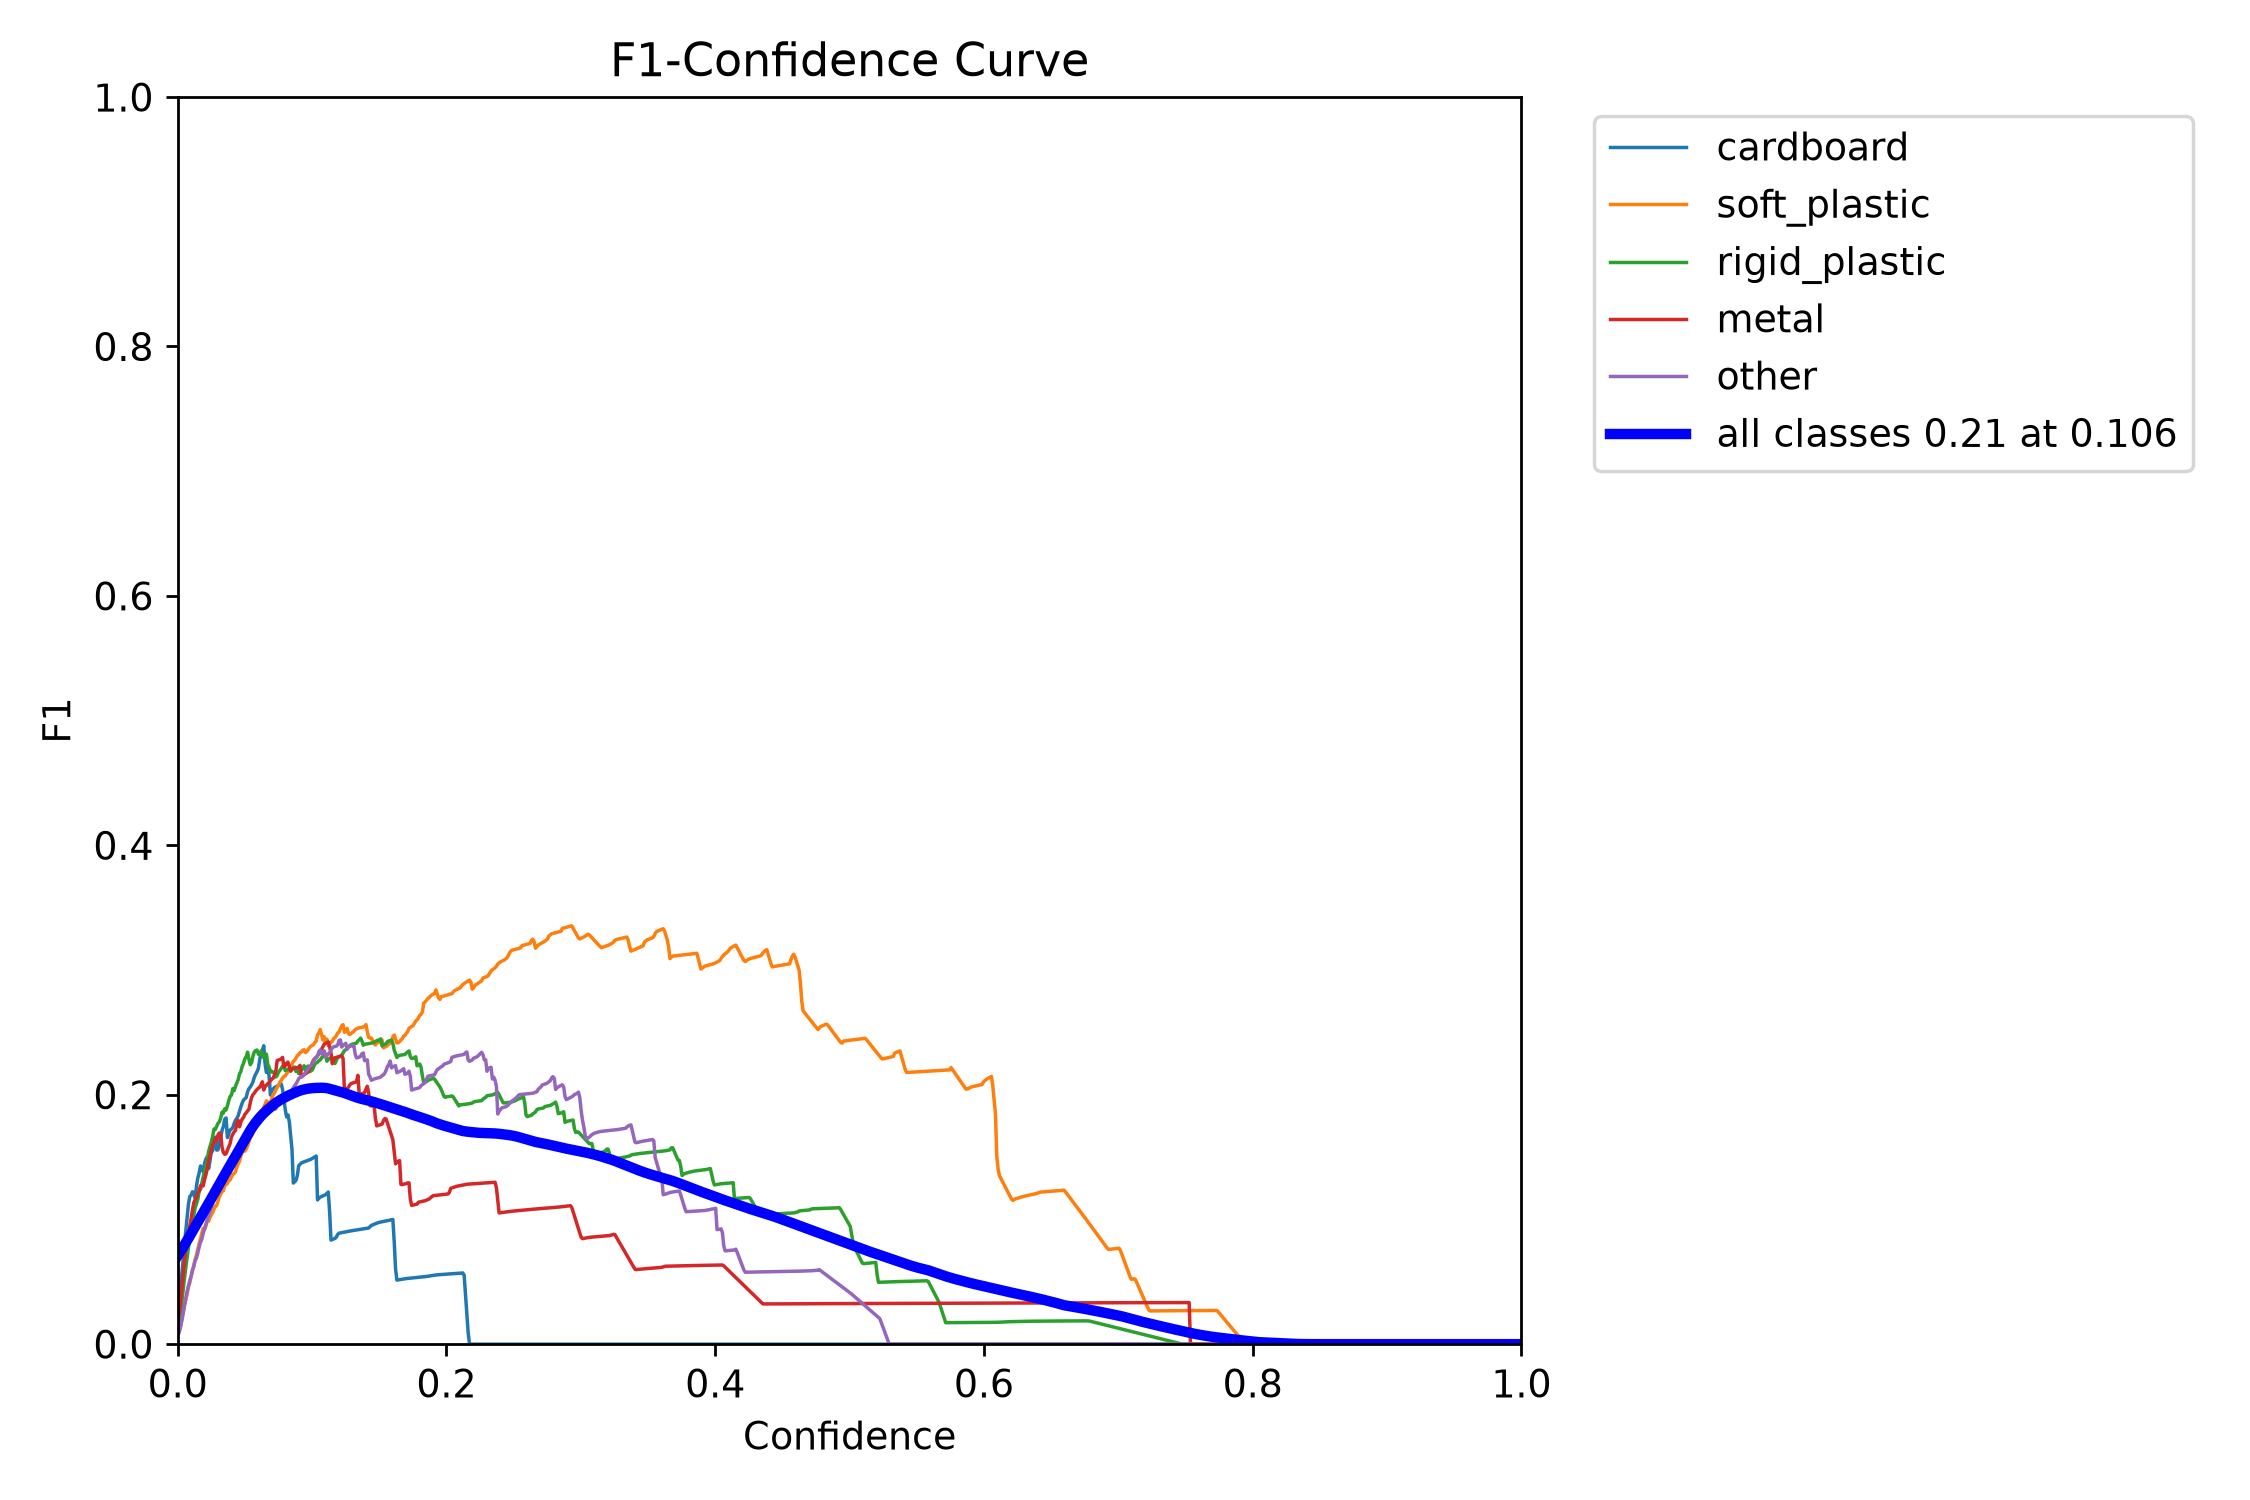 F1-Confidence Curve
1.0
0.8
0.6
0.4
0.2
0.0
F1
0.0 0.2 0.4 0.6 0.8 1.0
Confidence
cardboard
soft_plastic
rigid_plastic
metal
other
all classes 0.21 at 0.106